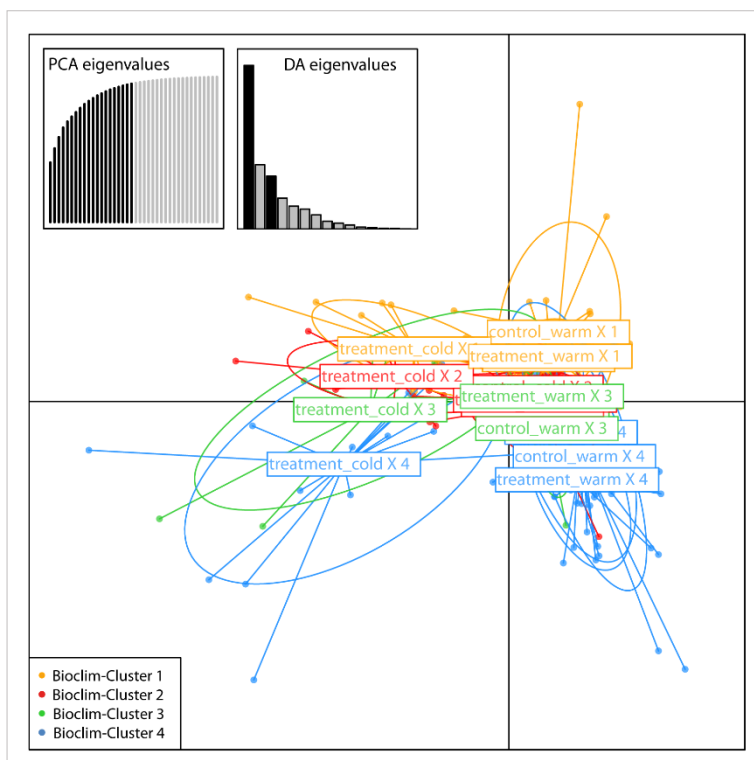 PCA eigenvalues
DA eigenvalues
control_warm X 1
treatment_cold X
treatment_warm X 1
treatment_cold X 2
treatment_warm X 3
treatment_cold X 3
control_warm X 3
4
control_warm X 4
treatment_cold X 4
treatment_warm X 4
Bioclim-Cluster 1
Bioclim-Cluster 2
Bioclim-Cluster 3
Bioclim-Cluster 4